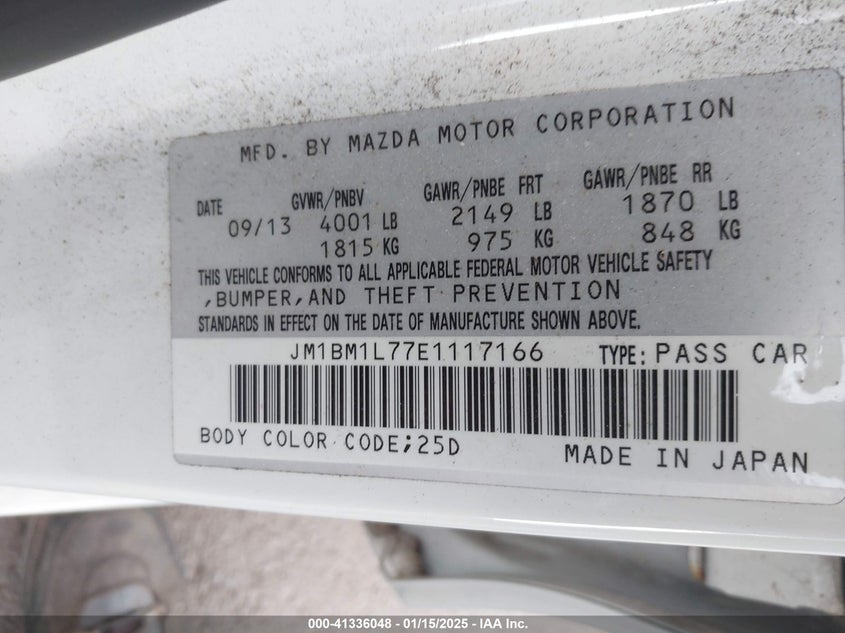 MFD. BY MAZDA MOTOR CORPORATION
DATE GVWR/PNBV GAWR/PNBE FRT GAWR/PNBE RR
09/13 4001 LB 2149 LB 1870 LB
1815 KG 975 KG 848 KG
THIS VEHICLE CONFORMS TO ALL APPLICABLE FEDERAL MOTOR VEHICLE SAFETY
,BUMPER,AND THEFT PREVENTION
STANDARDS IN EFFECT ON THE DATE OF MANUFACTURE SHOWN ABOVE.
JM1BM1L77E1117166 TYPE: PASS CAR
BODY COLOR CODE;25D
MADE IN JAPAN
000-41336048 - 01/15/2025 - IAA Inc.